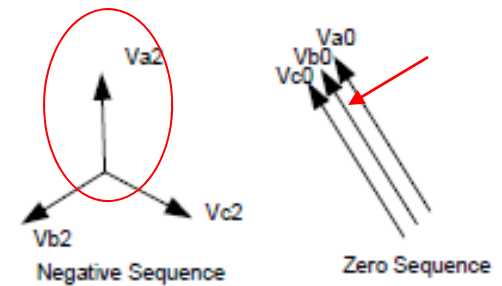 Va2
Vb2
Vc2
Negative Sequence
Va0
Vb0
Vc0
Zero Sequence